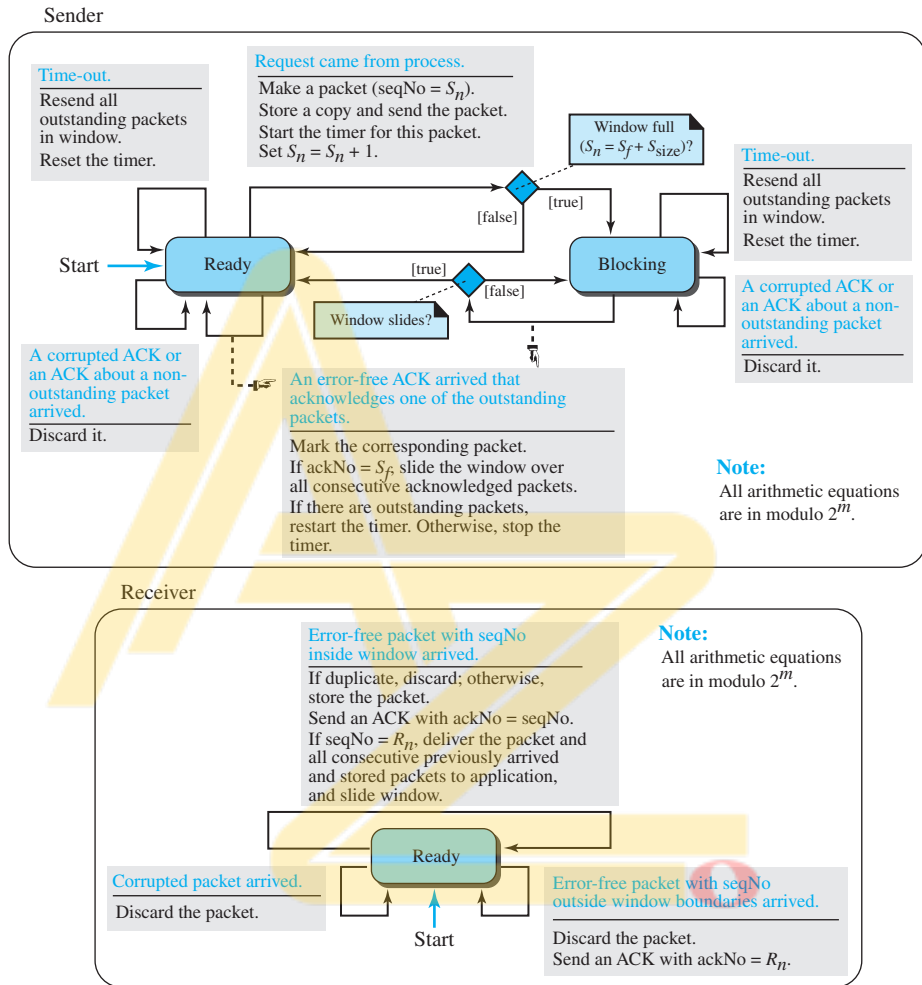 Sender
Time-out.
Resend all
outstanding packets
in window.
Reset the timer.
Request came from process.
Make a packet (seqNo = Sn).
Store a copy and send the packet.
Start the timer for this packet.
Set Sn = Sn + 1.
Window full
(Sn = Sf + Ssize)?
Time-out.
Resend all
outstanding packets
in window.
Reset the timer.
[false]
[true]
Start
Ready
[true]
[false]
Blocking
Window slides?
A corrupted ACK or
an ACK about a non-
outstanding packet
arrived.
Discard it.
An error-free ACK arrived that
acknowledges one of the outstanding
packets.
Mark the corresponding packet.
If ackNo = Sf, slide the window over
all consecutive acknowledged packets.
If there are outstanding packets,
restart the timer. Otherwise, stop the
timer.
A corrupted ACK or
an ACK about a non-
outstanding packet
arrived.
Discard it.
Note:
All arithmetic equations
are in modulo 2^m.
Receiver
Error-free packet with seqNo
inside window arrived.
If duplicate, discard; otherwise,
store the packet.
Send an ACK with ackNo = seqNo.
If seqNo = Rn, deliver the packet and
all consecutive previously arrived
and stored packets to application,
and slide window.
Note:
All arithmetic equations
are in modulo 2^m.
Ready
Corrupted packet arrived.
Discard the packet.
Start
Error-free packet with seqNo
outside window boundaries arrived.
Discard the packet.
Send an ACK with ackNo = Rn.